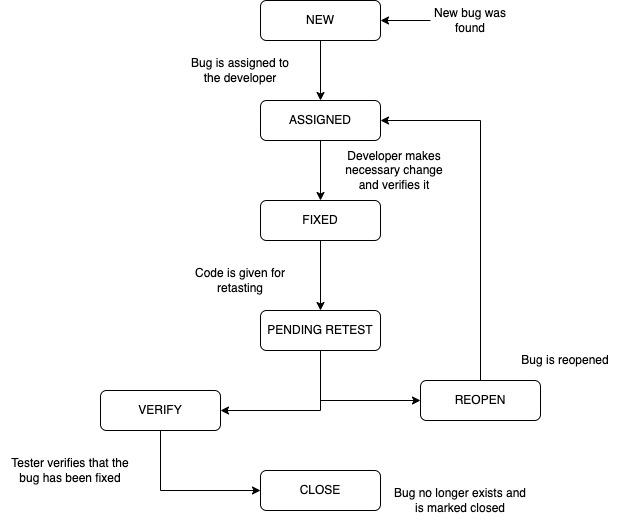 NEW
New bug was
found
Bug is assigned to
the developer
ASSIGNED
Developer makes
necessary change
and verifies it
FIXED
Code is given for
retasting
PENDING RETEST
Bug is reopened
VERIFY
REOPEN
Tester verifies that the
bug has been fixed
CLOSE
Bug no longer exists and
is marked closed